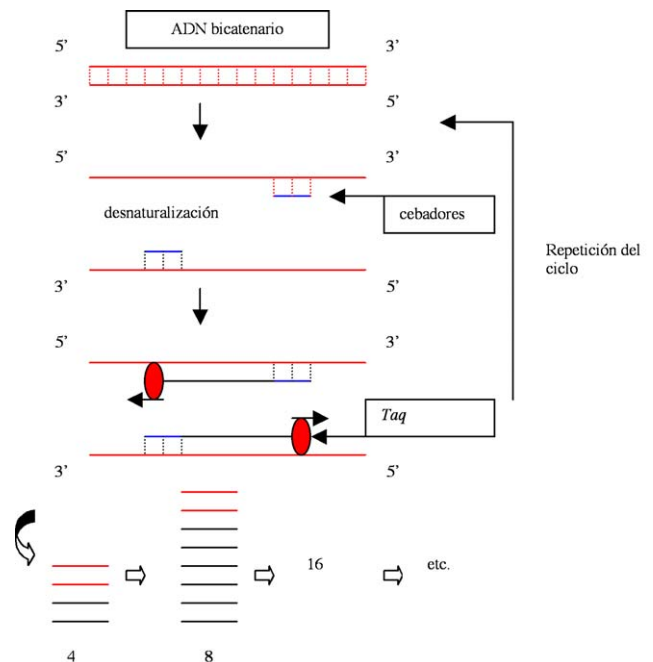 ADN bicatenario
5’ 3’
3’ 5’
5’ 3’
desnaturalización
cebadores
Repetición del
ciclo
3’ 5’
5’ 3’
Taq
3’ 5’
16
etc.
4 8